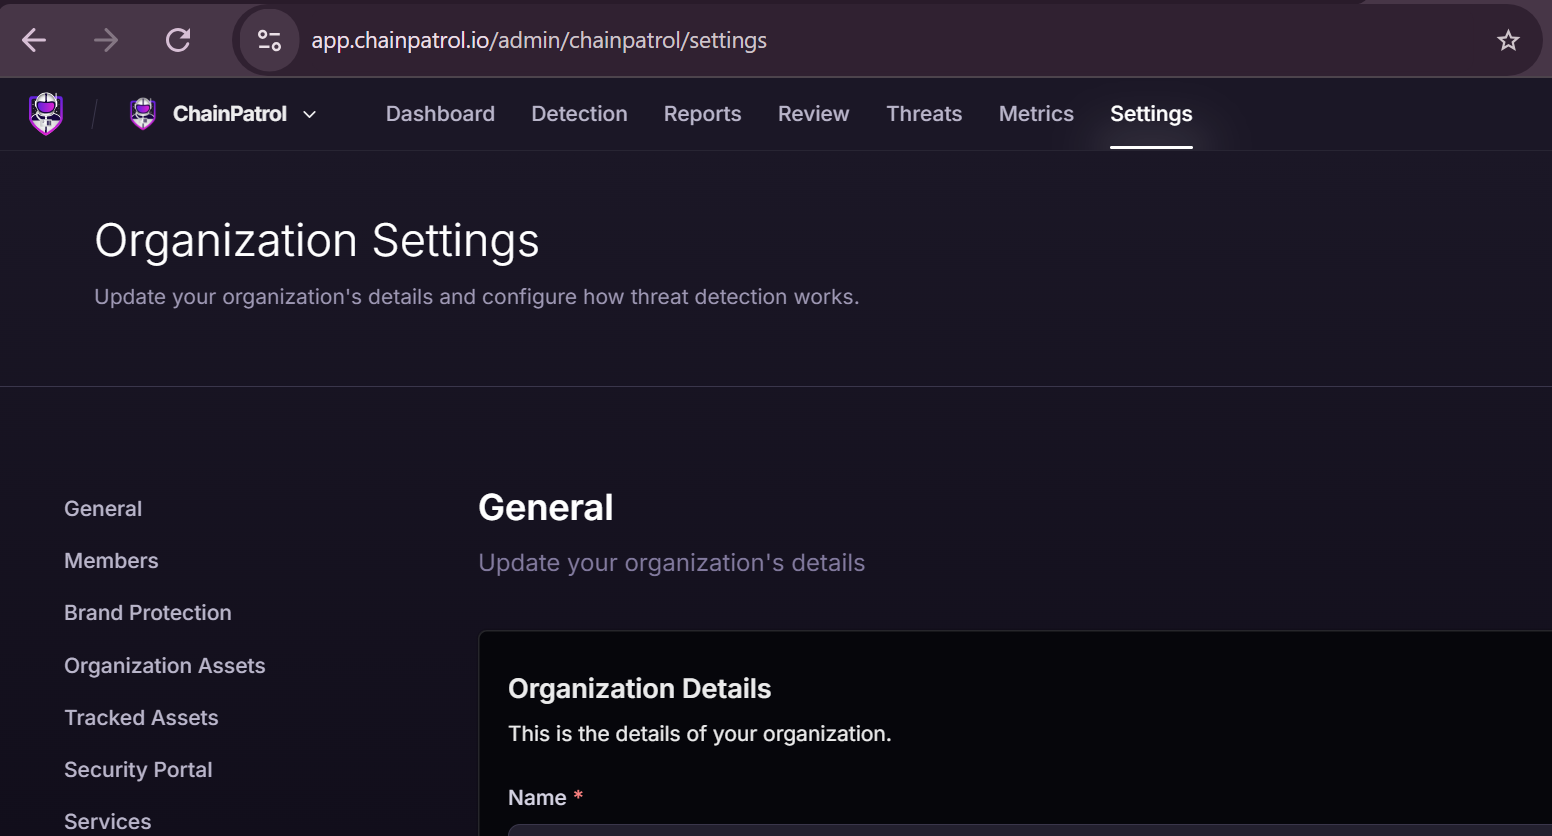 app.chainpatrol.io/admin/chainpatrol/settings
ChainPatrol Dashboard Detection Reports Review Threats Metrics Settings
Organization Settings
Update your organization's details and configure how threat detection works.
General
Members
Brand Protection
Organization Assets
Tracked Assets
Security Portal
Services
General
Update your organization's details
Organization Details
This is the details of your organization.
Name *